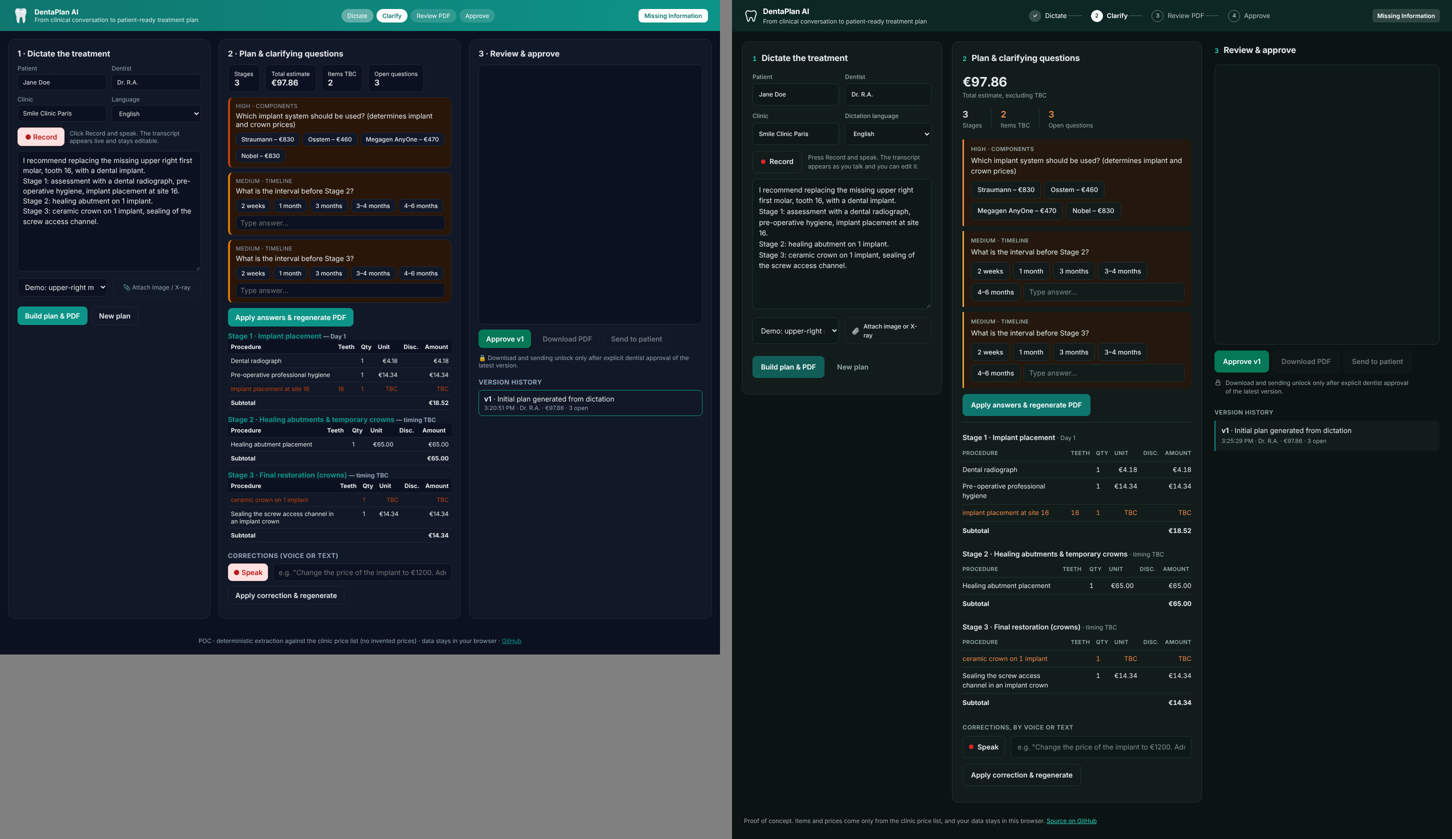 DentaPlan AI
From clinical conversation to patient-ready treatment plan
Dictate
Clarify
Review PDF
Approve
Missing Information
1 · Dictate the treatment
Patient
Dentist
Jane Doe
Dr. R.A.
Clinic
Language
Smile Clinic Paris
English
Record
Click Record and speak. The transcript
appears live and stays editable.
I recommend replacing the missing upper right first
molar, tooth 16, with a dental implant.
Stage 1: assessment with a dental radiograph, pre-
operative hygiene, implant placement at site 16.
Stage 2: healing abutment on 1 implant.
Stage 3: ceramic crown on 1 implant, sealing of the
screw access channel.
Demo: upper-right m
Attach image / X-ray
Build plan & PDF
New plan
2 · Plan & clarifying questions
Stages
3
Total estimate
€97.86
Items TBC
2
Open questions
3
HIGH · COMPONENTS
Which implant system should be used? (determines implant
and crown prices)
Straumann – €830
Osstem – €460
Megagen AnyOne – €470
Nobel – €830
MEDIUM · TIMELINE
What is the interval before Stage 2?
2 weeks
1 month
3 months
3–4 months
4–6 months
Type answer...
MEDIUM · TIMELINE
What is the interval before Stage 3?
2 weeks
1 month
3 months
3–4 months
4–6 months
Type answer...
Apply answers & regenerate PDF
Stage 1 · Implant placement — Day 1
Procedure Teeth Qty Unit Disc. Amount
Dental radiograph 1 €4.18 €4.18
Pre-operative professional hygiene 1 €14.34 €14.34
implant placement at site 16 16 1 TBC TBC
Subtotal €18.52
Stage 2 · Healing abutments & temporary crowns — timing TBC
Procedure Teeth Qty Unit Disc. Amount
Healing abutment placement 1 €65.00 €65.00
Subtotal €65.00
Stage 3 · Final restoration (crowns) — timing TBC
Procedure Teeth Qty Unit Disc. Amount
ceramic crown on 1 implant 1 TBC TBC
Sealing the screw access channel in
an implant crown 1 €14.34 €14.34
Subtotal €14.34
CORRECTIONS (VOICE OR TEXT)
Speak
e.g. "Change the price of the implant to €1200. Ad
Apply correction & regenerate
3 · Review & approve
Approve v1
Download PDF
Send to patient
Download and sending unlock only after explicit dentist approval of the
latest version.
VERSION HISTORY
v1 · Initial plan generated from dictation
3:20:51 PM · Dr. R.A. · €97.86 · 3 open
POC · deterministic extraction against the clinic price list (no invented prices) · data stays in your browser · GitHub
DentaPlan AI
From clinical conversation to patient-ready treatment plan
Dictate
2 Clarify
3 Review PDF
4 Approve
Missing Information
1 Dictate the treatment
Patient
Dentist
Jane Doe
Dr. R.A.
Clinic
Dictation language
Smile Clinic Paris
English
Record
Press Record and speak. The transcript
appears as you talk and you can edit it.
I recommend replacing the missing upper right
first molar, tooth 16, with a dental implant.
Stage 1: assessment with a dental radiograph,
pre-operative hygiene, implant placement at site
16.
Stage 2: healing abutment on 1 implant.
Stage 3: ceramic crown on 1 implant, sealing of
the screw access channel.
Demo: upper-right
Attach image or X-
ray
Build plan & PDF
New plan
2 Plan & clarifying questions
€97.86
Total estimate, excluding TBC
3
Stages
2
Items TBC
3
Open questions
HIGH · COMPONENTS
Which implant system should be used? (determines implant and
crown prices)
Straumann – €830
Osstem – €460
Megagen AnyOne – €470
Nobel – €830
MEDIUM · TIMELINE
What is the interval before Stage 2?
2 weeks
1 month
3 months
3–4 months
4–6 months
Type answer...
MEDIUM · TIMELINE
What is the interval before Stage 3?
2 weeks
1 month
3 months
3–4 months
4–6 months
Type answer...
Apply answers & regenerate PDF
Stage 1 · Implant placement · Day 1
PROCEDURE TEETH QTY UNIT DISC. AMOUNT
Dental radiograph 1 €4.18 €4.18
Pre-operative professional
hygiene 1 €14.34 €14.34
implant placement at site 16 16 1 TBC TBC
Subtotal €18.52
Stage 2 · Healing abutments & temporary crowns · timing TBC
PROCEDURE TEETH QTY UNIT DISC. AMOUNT
Healing abutment placement 1 €65.00 €65.00
Subtotal €65.00
Stage 3 · Final restoration (crowns) · timing TBC
PROCEDURE TEETH QTY UNIT DISC. AMOUNT
ceramic crown on 1 implant 1 TBC TBC
Sealing the screw access
channel in an implant crown 1 €14.34 €14.34
Subtotal €14.34
CORRECTIONS, BY VOICE OR TEXT
Speak
e.g. "Change the price of the implant to €1200. Ad
Apply correction & regenerate
3 Review & approve
Approve v1
Download PDF
Send to patient
Download and sending unlock only after explicit dentist approval
of the latest version.
VERSION HISTORY
v1 · Initial plan generated from dictation
3:25:29 PM · Dr. R.A. · €97.86 · 3 open
Proof of concept. Items and prices come only from the clinic price list, and your data stays in this browser. Source on GitHub